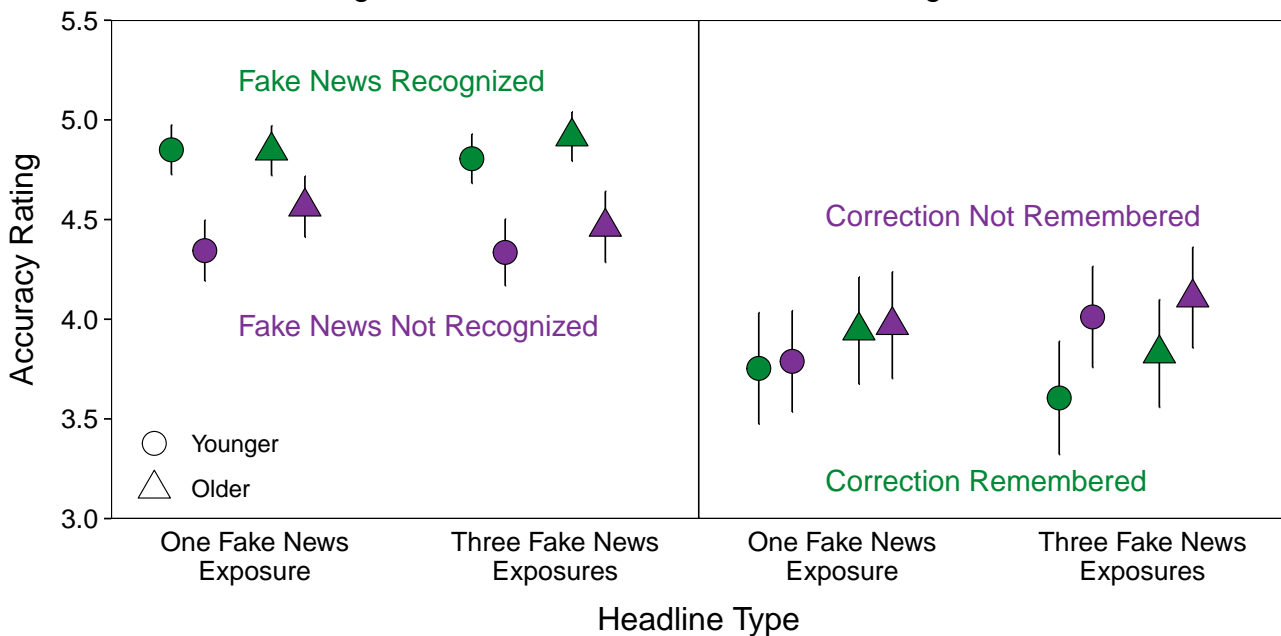 5.5
5.0
4.5
4.0
3.5
3.0
Accuracy Rating
Fake News Recognized
Fake News Not Recognized
Younger
Older
Correction Not Remembered
Correction Remembered
One Fake News
Exposure
Three Fake News
Exposures
One Fake News
Exposure
Three Fake News
Exposures
Headline Type